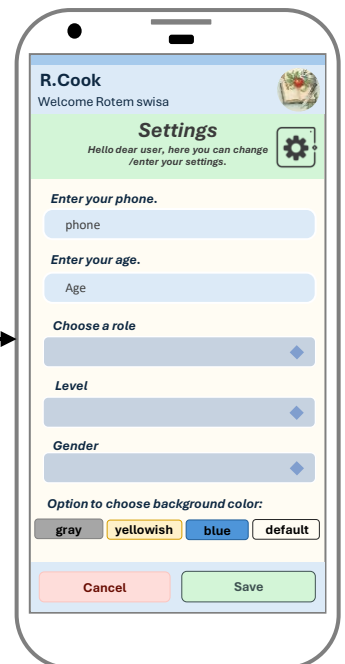 R.Cook
Welcome Rotem swisa
Settings
Hello dear user, here you can change
/enter your settings.
Enter your phone.
phone
Enter your age.
Age
Choose a role
Level
Gender
Option to choose background color:
gray yellowish blue default
Cancel Save